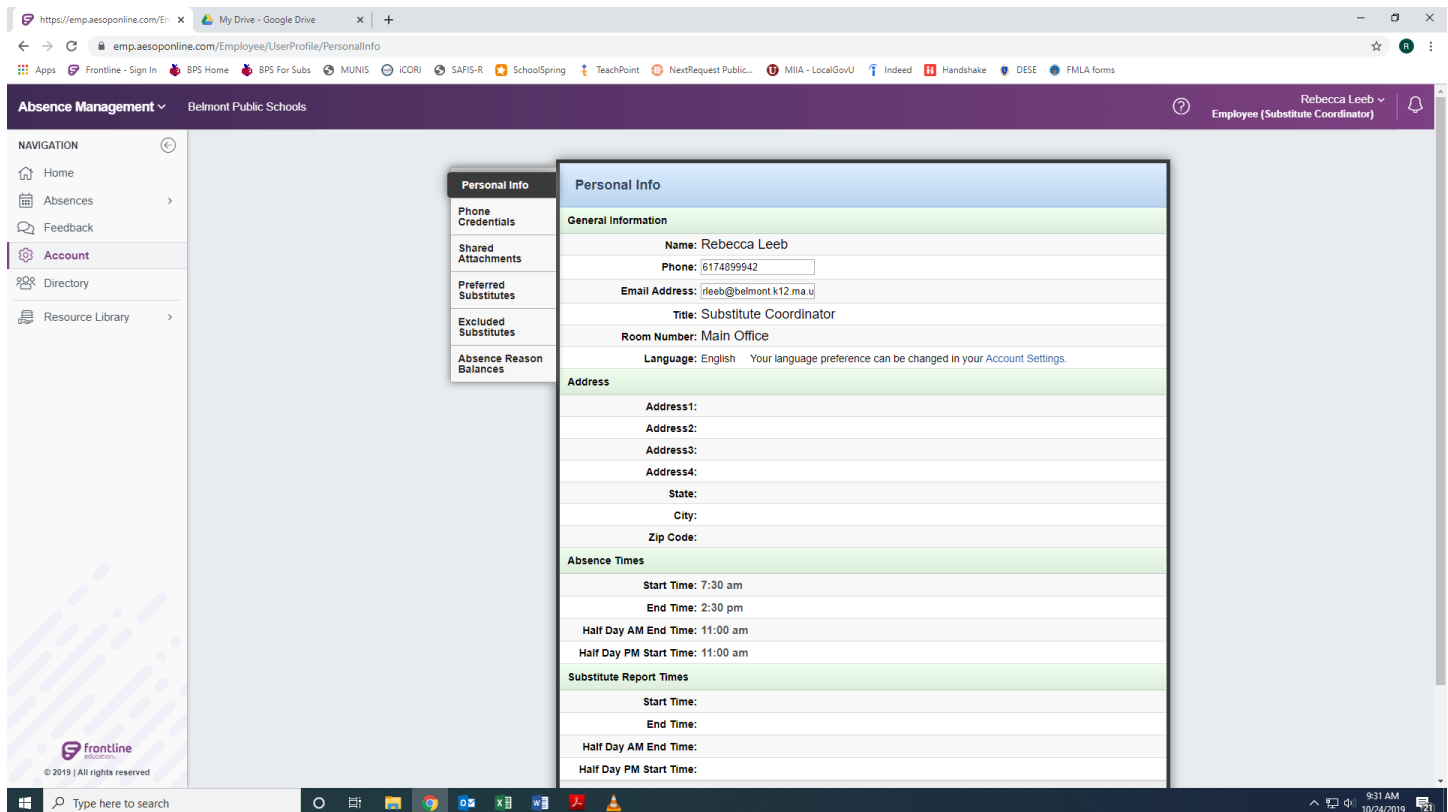 https://emp.aesoponline.com/Em
My Drive - Google Drive
emp.aesoponline.com/Employee/UserProfile/PersonalInfo
R
Apps Frontline - Sign In BPS Home BPS For Subs MUNIS iCORI SAFIS-R SchoolSpring TeachPoint NextRequest Public... MIIA - LocalGovU Indeed Handshake DESE FMLA forms
Absence Management Belmont Public Schools
Rebecca Leeb
Employee (Substitute Coordinator)
NAVIGATION
Home
Absences
Feedback
Account
Directory
Resource Library
frontline
education
© 2019 | All rights reserved
Personal Info
Phone
Credentials
Shared
Attachments
Preferred
Substitutes
Excluded
Substitutes
Absence Reason
Balances
Personal Info
General Information
Name: Rebecca Leeb
Phone: 6174899942
Email Address: rleeb@belmont.k12.ma.u
Title: Substitute Coordinator
Room Number: Main Office
Language: English Your language preference can be changed in your Account Settings.
Address
Address1:
Address2:
Address3:
Address4:
State:
City:
Zip Code:
Absence Times
Start Time: 7:30 am
End Time: 2:30 pm
Half Day AM End Time: 11:00 am
Half Day PM Start Time: 11:00 am
Substitute Report Times
Start Time:
End Time:
Half Day AM End Time:
Half Day PM Start Time:
Type here to search
9:31 AM
10/24/2019
21